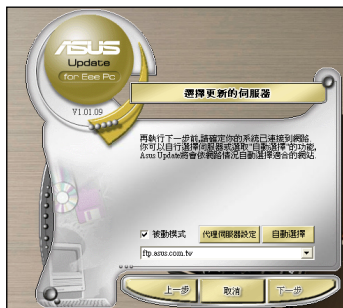 ASUS
Update
for Eee Pc
V1.01.09
選擇更新的伺服器
再執行下一步前,請確定你的系統已連接到網路
你可以自行選擇伺服器或選取"自動選擇"的功能,
Asus Update將會依網路情况自動選擇適合的網站.
被動模式 代理伺服器設定 自動選擇
ftp.asus.com.tw
上一步 取消 下一步